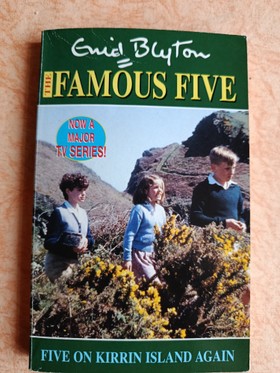 Enid Blyton
THE FAMOUS FIVE
NOW A
MAJOR
TV SERIES!
FIVE ON KIRRIN ISLAND AGAIN